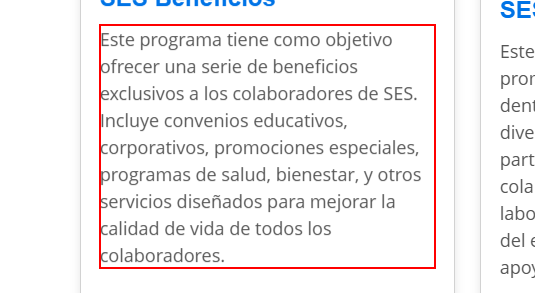 SES Beneficios
Este programa tiene como objetivo
ofrecer una serie de beneficios
exclusivos a los colaboradores de SES.
Incluye convenios educativos,
corporativos, promociones especiales,
programas de salud, bienestar, y otros
servicios diseñados para mejorar la
calidad de vida de todos los
colaboradores.
SES
Este
pro
dent
dive
part
cola
labo
del e
apoy